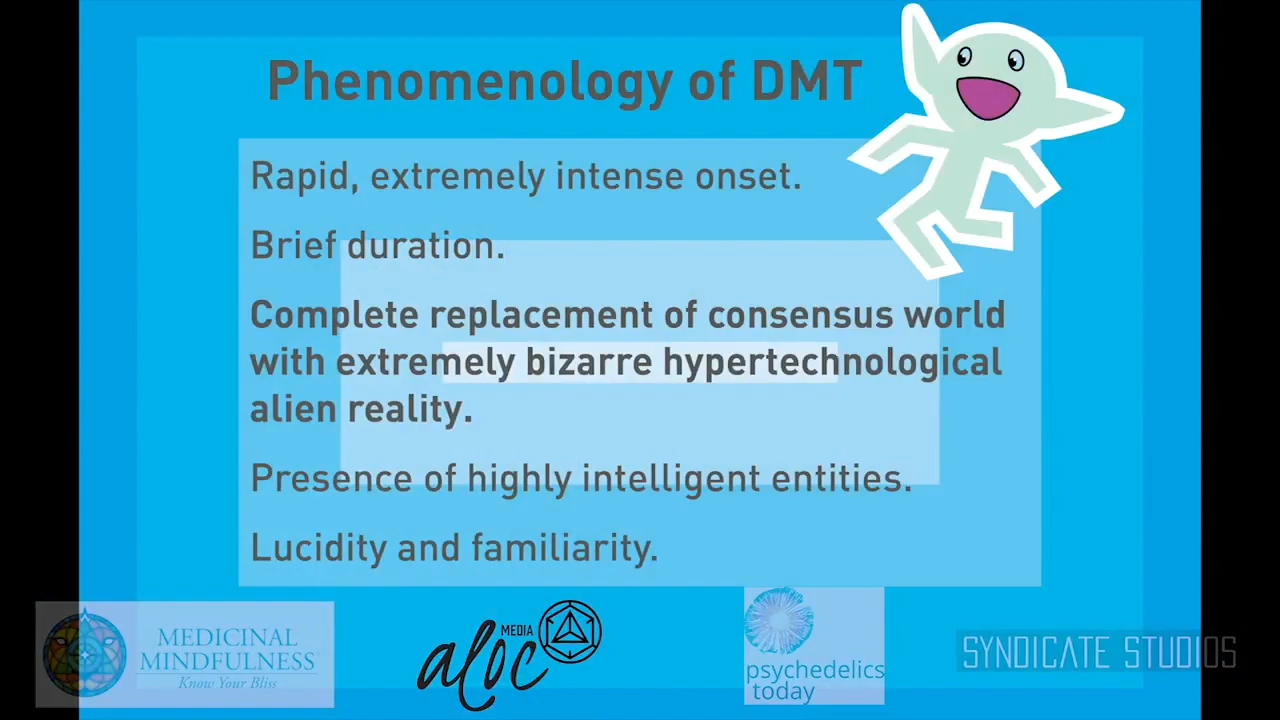 Phenomenology of DMT
Rapid, extremely intense onset.
Brief duration.
Complete replacement of consensus world
with extremely bizarre hypertechnological
alien reality.
Presence of highly intelligent entities.
Lucidity and familiarity.
MEDICINAL
MINDFULNESS
Know Your Bliss
MEDIA
aloc
psychedelics
today
SYNDICATE STUDIOS